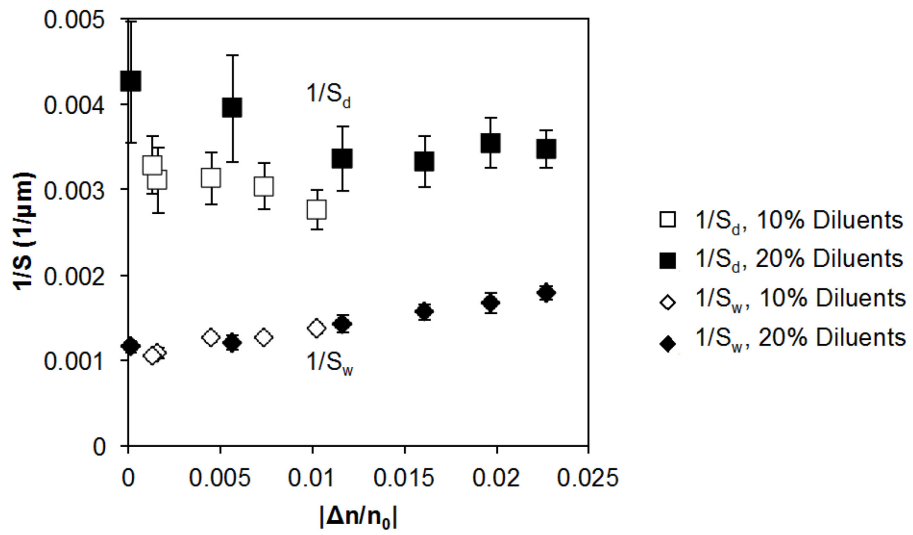 0.005
0.004
0.003
0.002
0.001
0
1/S (1/μm)
1/S_d
1/S_w
0
0.005
0.01
0.015
0.02
0.025
|Δn/n₀|
1/S_d, 10% Diluents
1/S_d, 20% Diluents
1/S_w, 10% Diluents
1/S_w, 20% Diluents